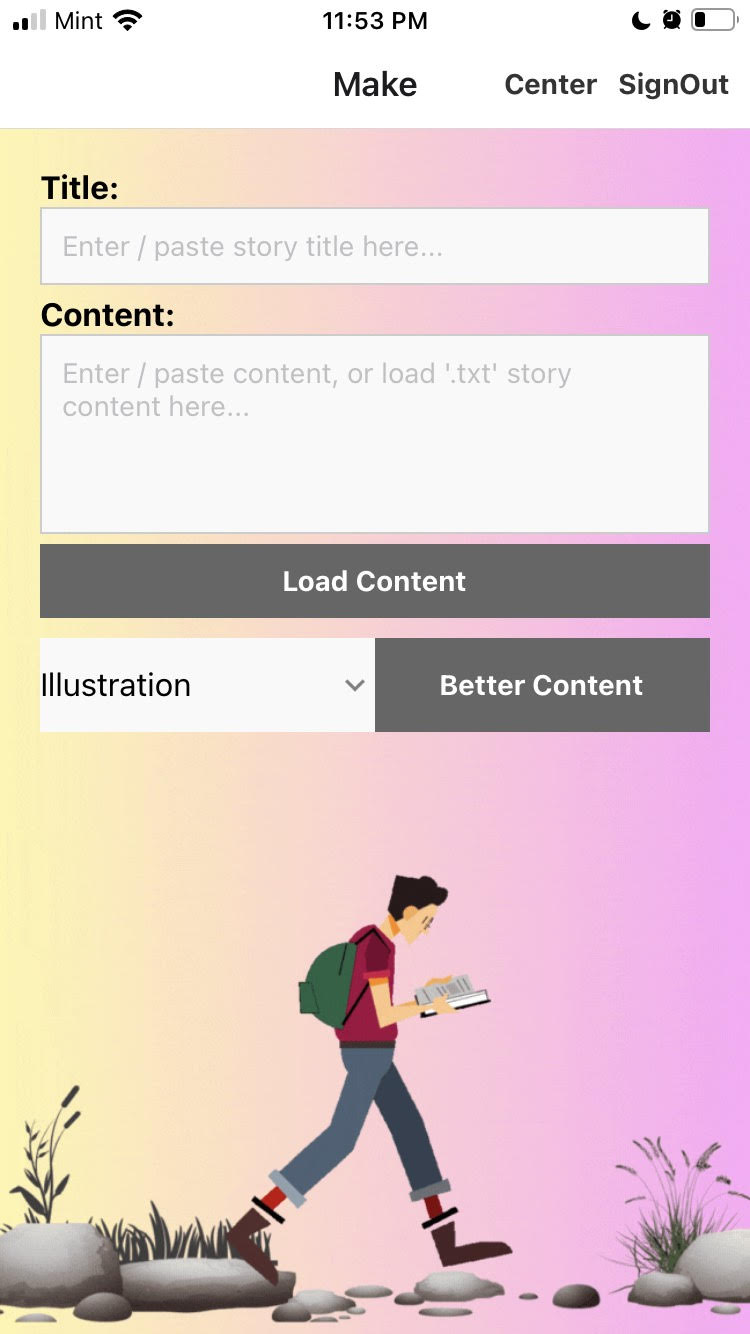 Mint 11:53 PM
Make Center SignOut
Title:
Enter / paste story title here...
Content:
Enter / paste content, or load '.txt' story
content here...
Load Content
Illustration Better Content